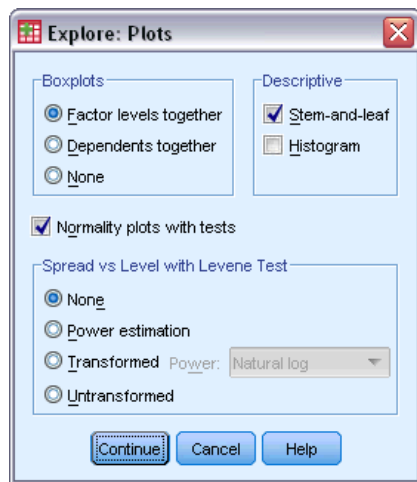 Explore: Plots
Boxplots
Factor levels together
Dependents together
None
Descriptive
Stem-and-leaf
Histogram
Normality plots with tests
Spread vs Level with Levene Test
None
Power estimation
Transformed Power: Natural log
Untransformed
Continue Cancel Help